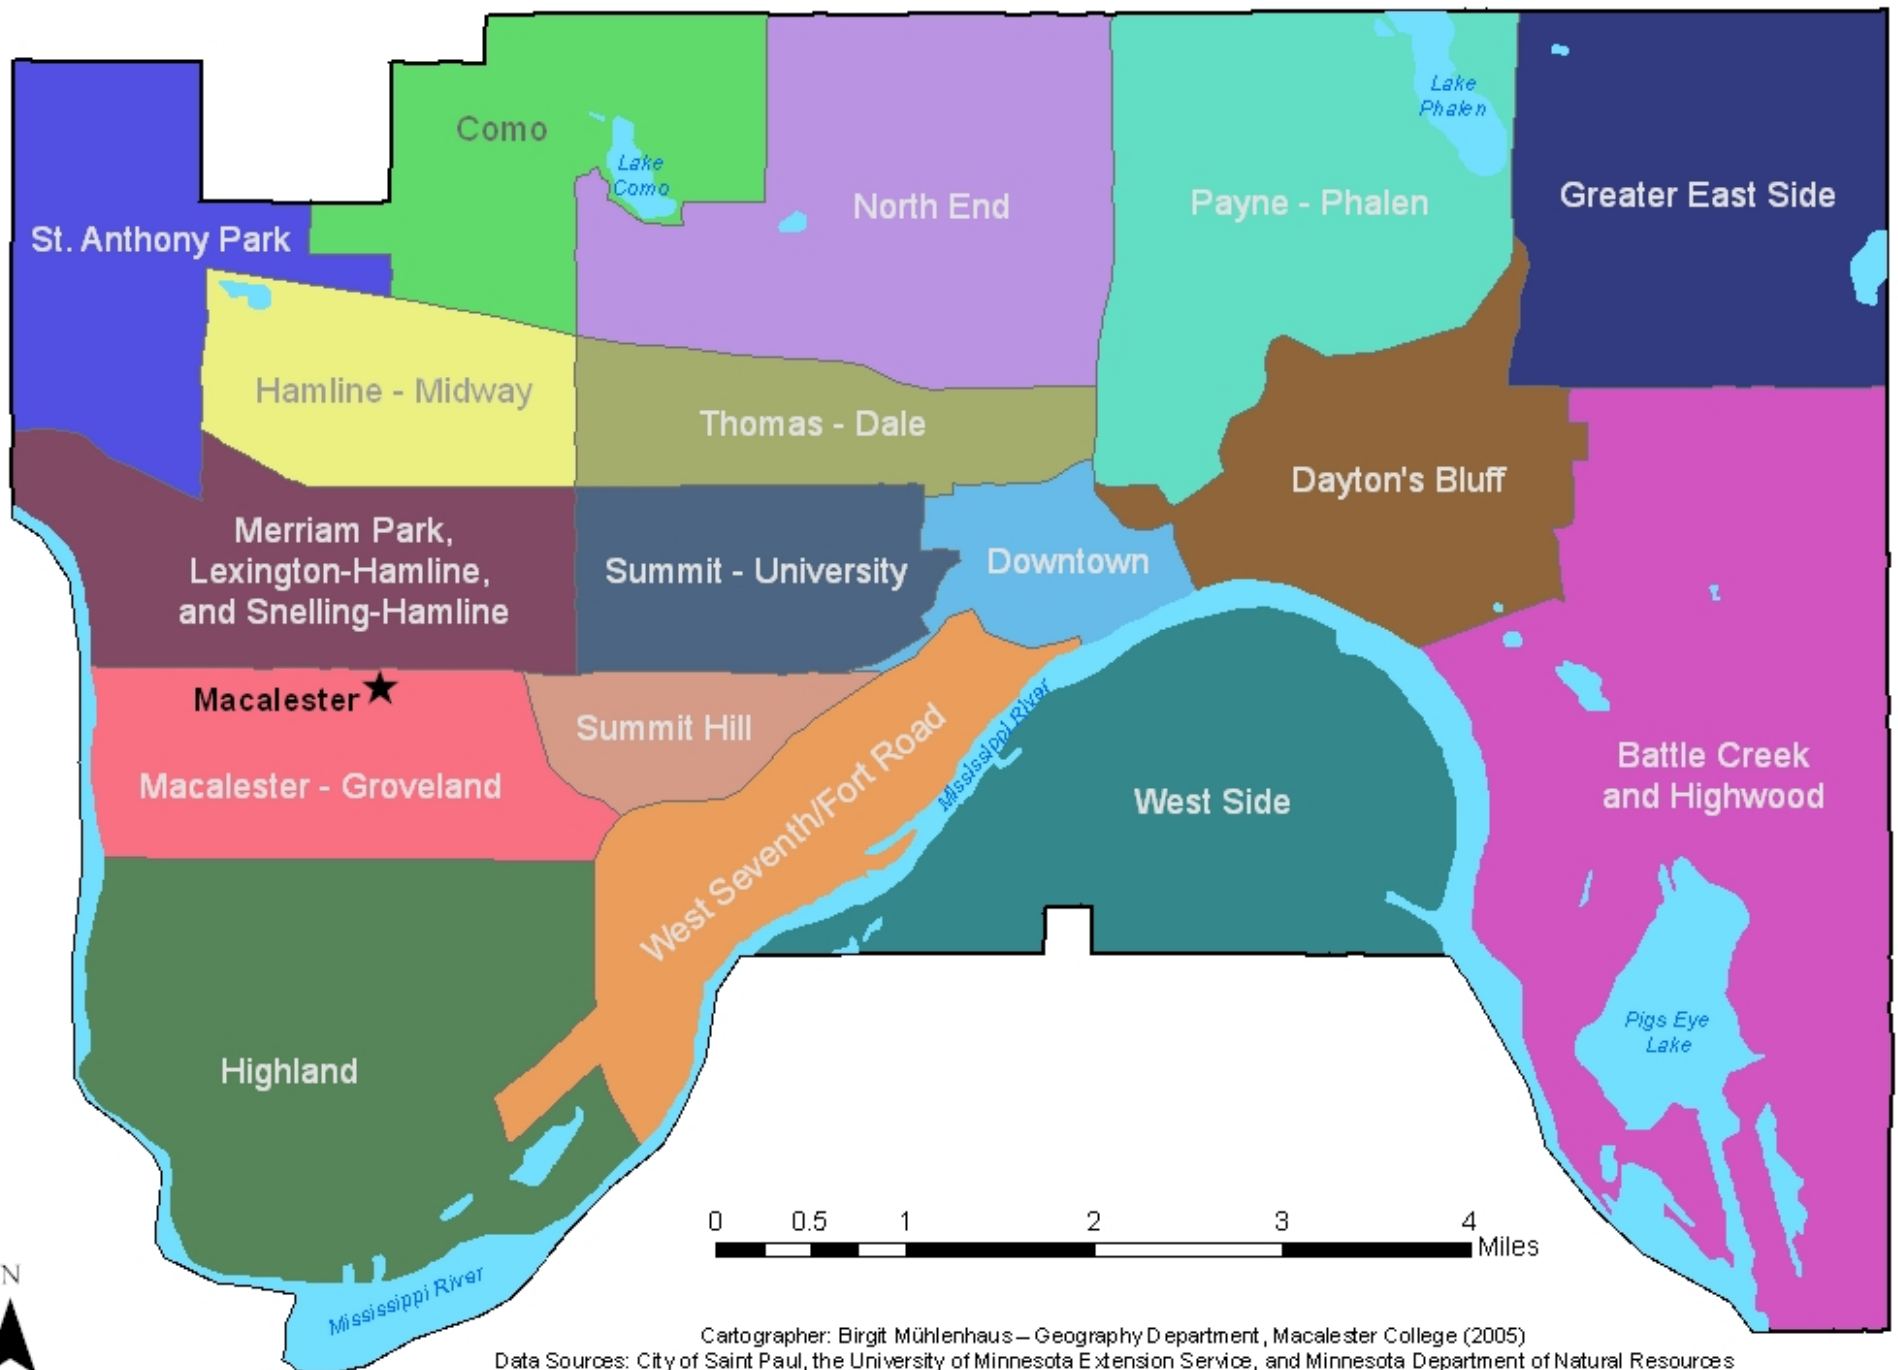 Como
Lake
Phalen
Lake
Como
North End
Payne - Phalen
Greater East Side
St. Anthony Park
Hamline - Midway
Thomas - Dale
Dayton's Bluff
Merriam Park,
Lexington-Hamline,
and Snelling-Hamline
Summit - University
Downtown
Macalester
Summit Hill
Macalester - Groveland
West Seventh/Fort Road
Mississippi River
West Side
Battle Creek
and Highwood
Pigs Eye
Lake
Highland
0 0.5 1 2 3 4
Miles
N
Mississippi River
Cartographer: Birgit Mühlenhaus – Geography Department, Macalester College (2005)
Data Sources: City of Saint Paul, the University of Minnesota Extension Service, and Minnesota Department of Natural Resources